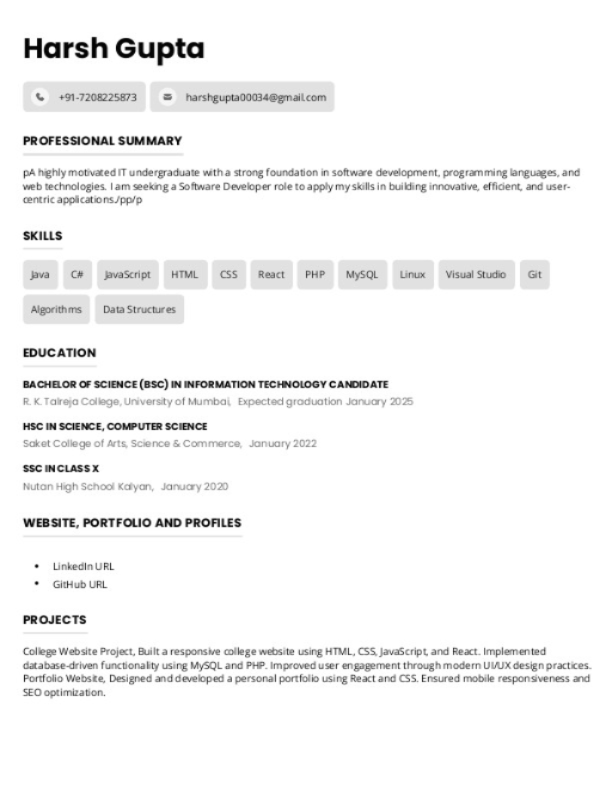 Harsh Gupta
+91-7208225873 harshgupta00034@gmail.com
PROFESSIONAL SUMMARY
pA highly motivated IT undergraduate with a strong foundation in software development, programming languages, and
web technologies. I am seeking a Software Developer role to apply my skills in building innovative, efficient, and user-
centric applications./pp/p
SKILLS
Java C# JavaScript HTML CSS React PHP MySQL Linux Visual Studio Git
Algorithms Data Structures
EDUCATION
BACHELOR OF SCIENCE (BSC) IN INFORMATION TECHNOLOGY CANDIDATE
R. K. Talreja College, University of Mumbai, Expected graduation January 2025
HSC IN SCIENCE, COMPUTER SCIENCE
Saket College of Arts, Science & Commerce, January 2022
SSC IN CLASS X
Nutan High School Kalyan, January 2020
WEBSITE, PORTFOLIO AND PROFILES
• LinkedIn URL
• GitHub URL
PROJECTS
College Website Project, Built a responsive college website using HTML, CSS, JavaScript, and React. Implemented
database-driven functionality using MySQL and PHP. Improved user engagement through modern UI/UX design practices.
Portfolio Website, Designed and developed a personal portfolio using React and CSS. Ensured mobile responsiveness and
SEO optimization.